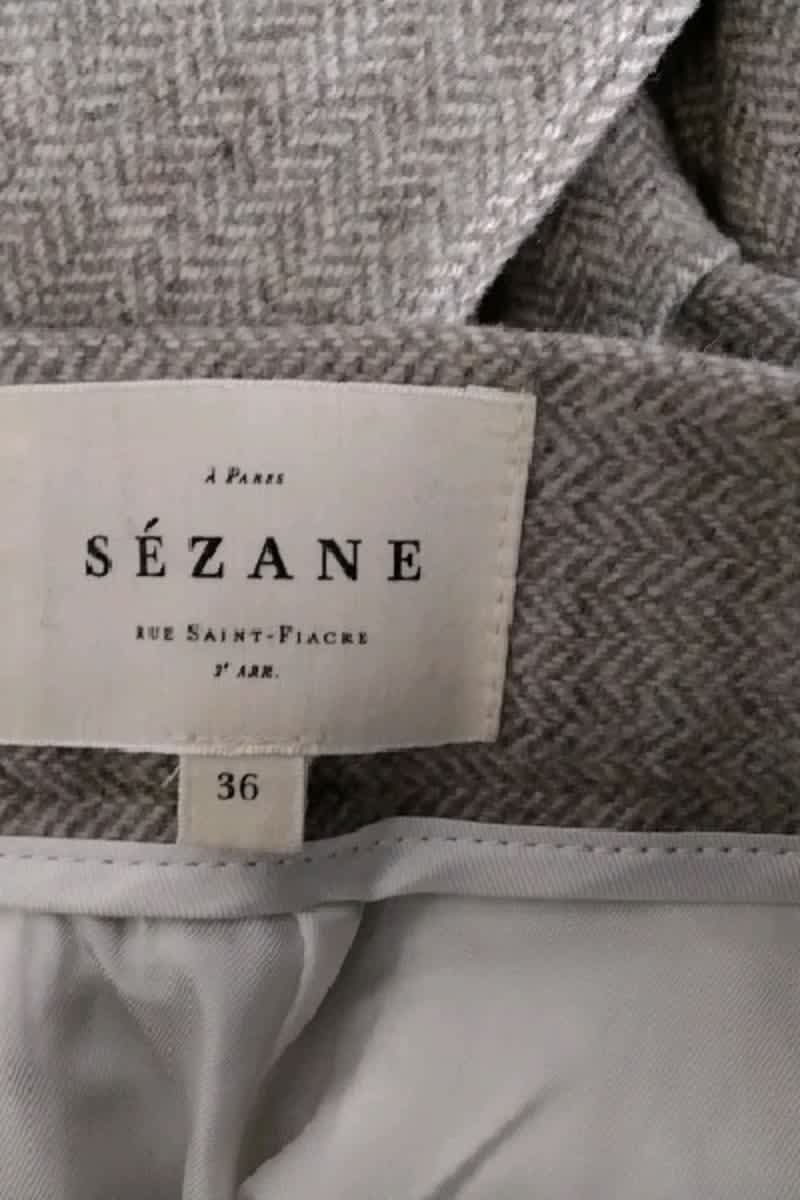 À PARIS
SÉZANE
RUE SAINT-FIACRE
2e ARR.
36